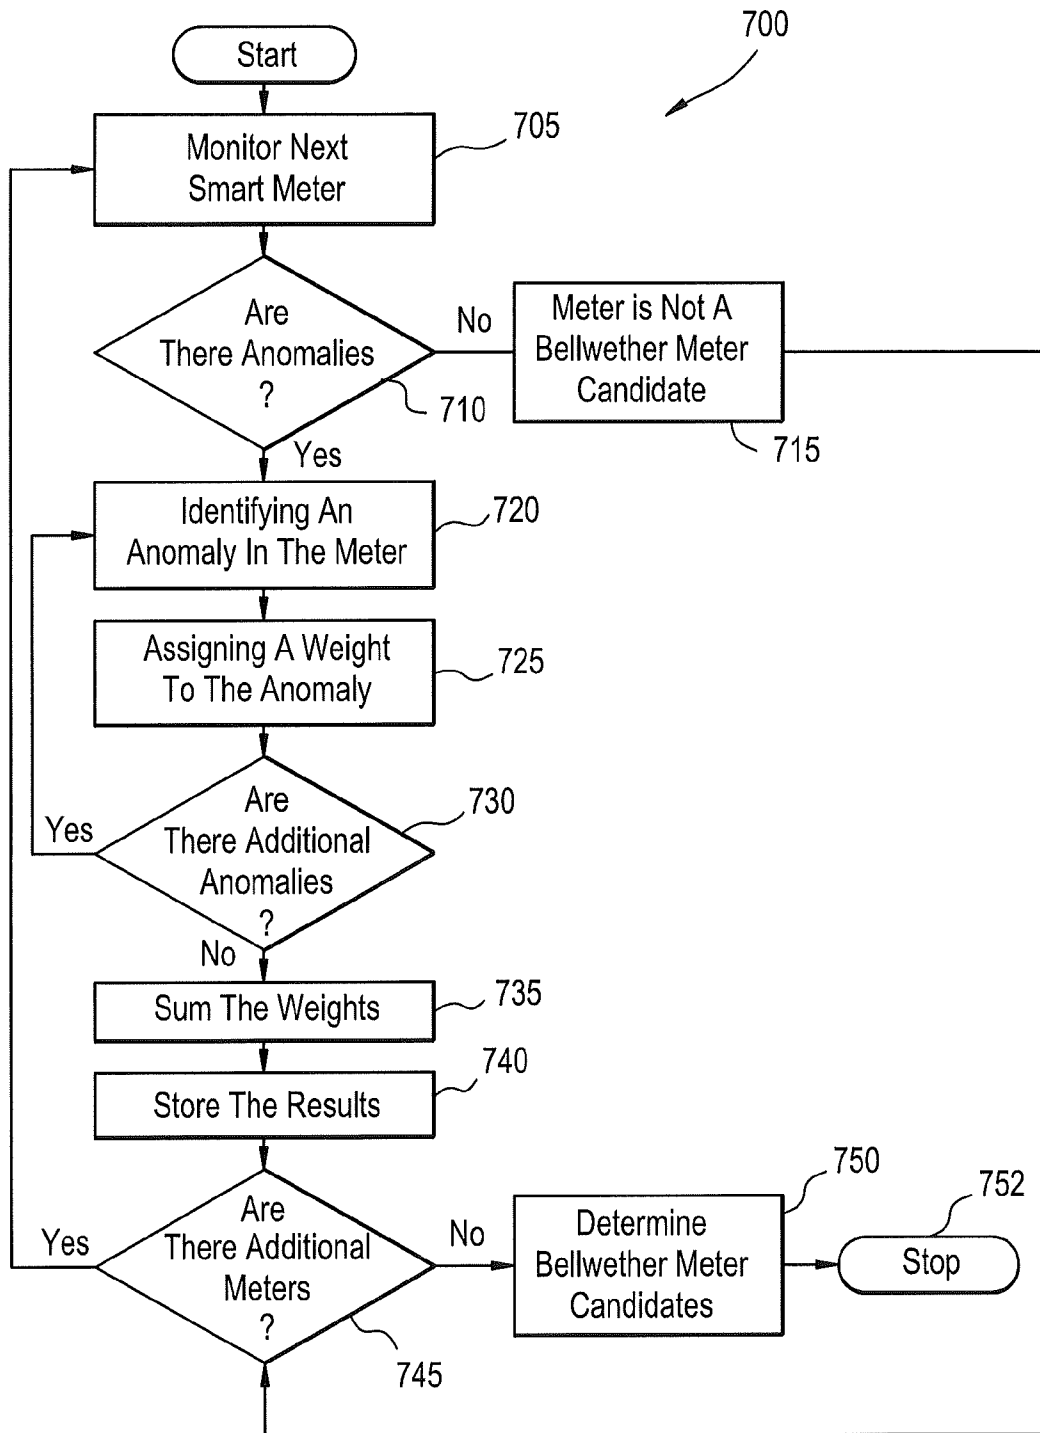 700
Start
Monitor Next
Smart Meter
705
Are
There Anomalies
?
710
No
Meter is Not A
Bellwether Meter
Candidate
715
Yes
Identifying An
Anomaly In The Meter
720
Assigning A Weight
To The Anomaly
725
Are
There Additional
Anomalies
?
730
Yes
No
Sum The Weights
735
Store The Results
740
Are
There Additional
Meters
?
745
Yes
No
Determine
Bellwether Meter
Candidates
750
Stop
752